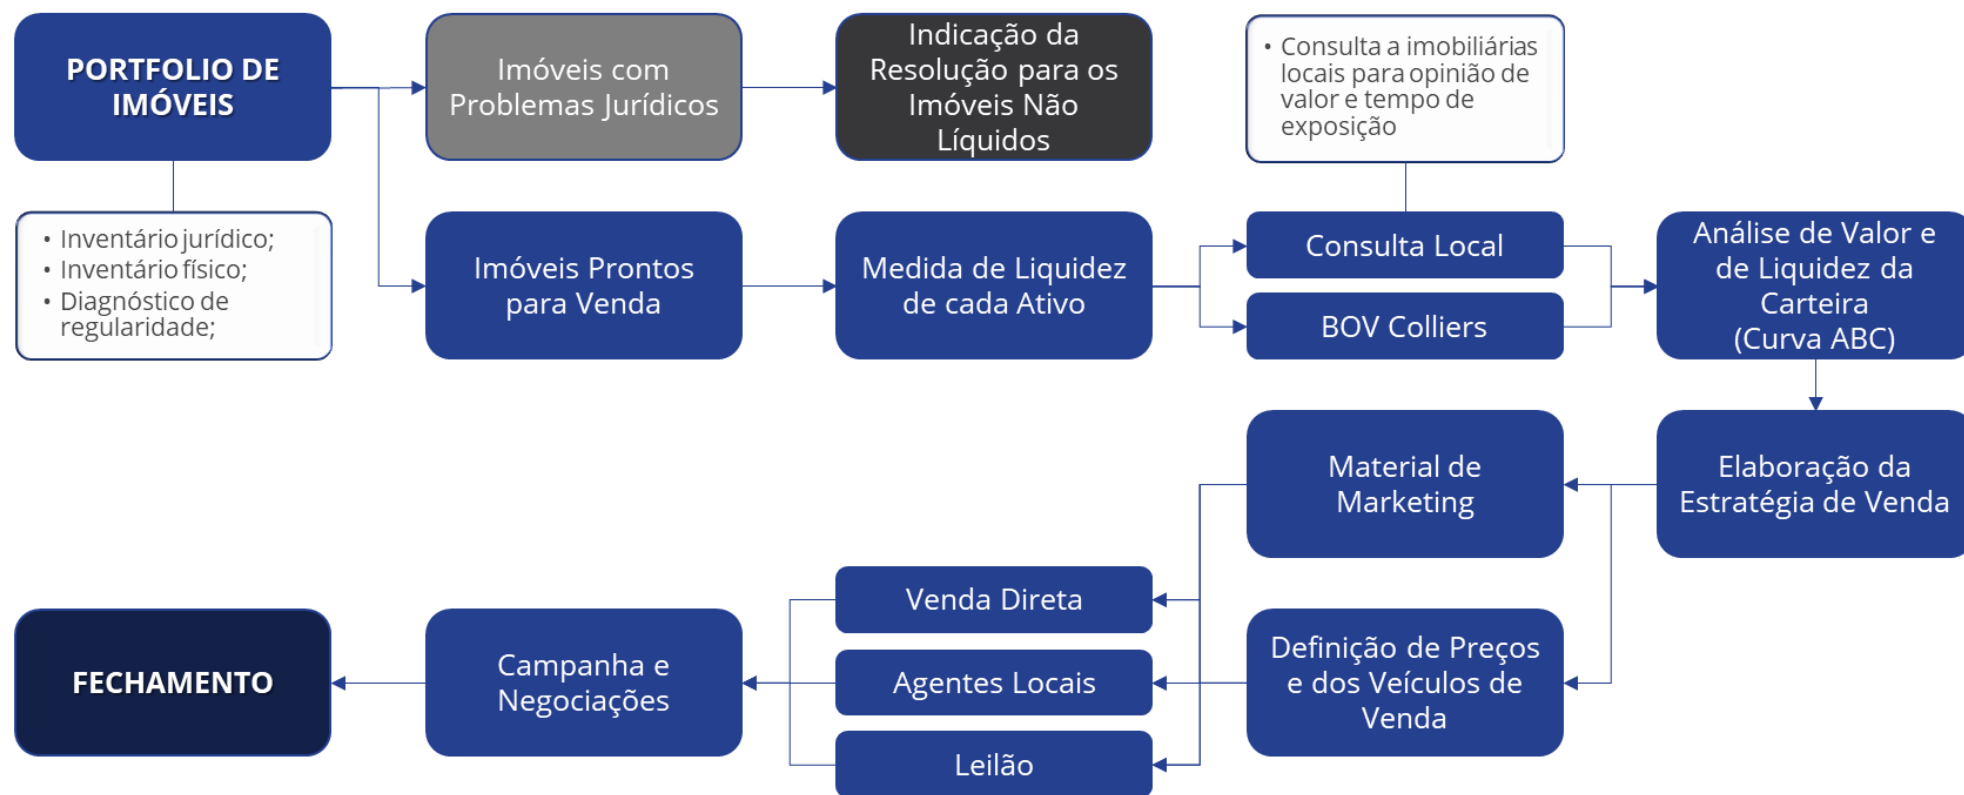 PORTFOLIO DE
IMÓVEIS
Imóveis com
Problemas Jurídicos
Indicação da
Resolução para os
Imóveis Não
Líquidos
• Consulta a imobiliárias
locais para opinião de
valor e tempo de
exposição
• Inventário jurídico;
• Inventário físico;
• Diagnóstico de
regularidade;
Imóveis Prontos
para Venda
Medida de Liquidez
de cada Ativo
Consulta Local
BOV Colliers
Análise de Valor e
de Liquidez da
Carteira
(Curva ABC)
Elaboração da
Estratégia de Venda
Material de
Marketing
Definição de Preços
e dos Veículos de
Venda
Venda Direta
Agentes Locais
Leilão
Campanha e
Negociações
FECHAMENTO